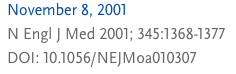 November 8, 2001
N Engl J Med 2001; 345:1368-1377
DOI: 10.1056/NEJMoa010307